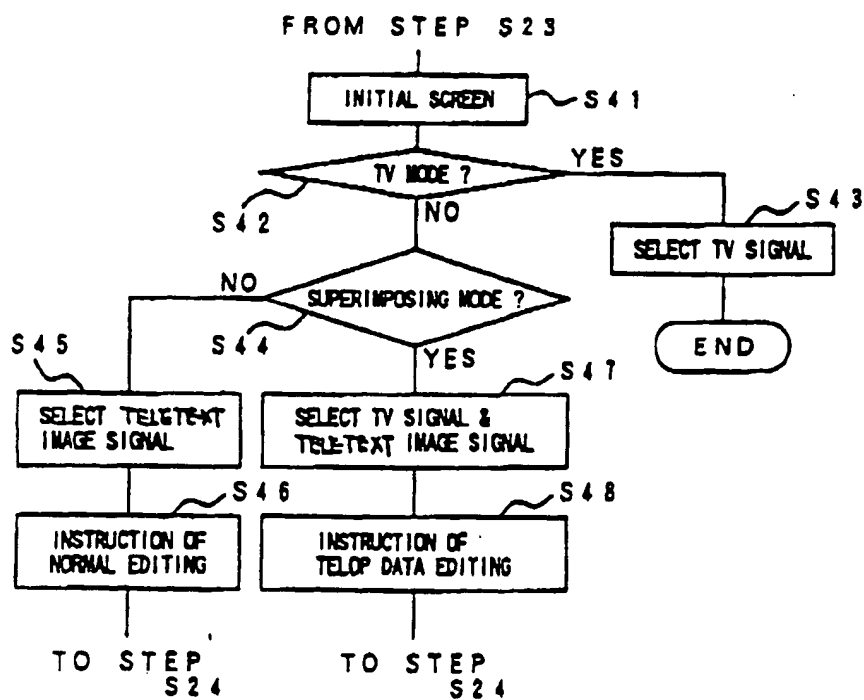 FROM STEP S23
INITIAL SCREEN
S41
TV MODE ?
YES
S42
NO
S43
SELECT TV SIGNAL
NO
SUPERIMPOSING MODE ?
S44
YES
END
S45
SELECT TELETEXT
IMAGE SIGNAL
S47
SELECT TV SIGNAL &
TELETEXT IMAGE SIGNAL
S46
INSTRUCTION OF
NORMAL EDITING
S48
INSTRUCTION OF
TELOP DATA EDITING
TO STEP
S24
TO STEP
S24